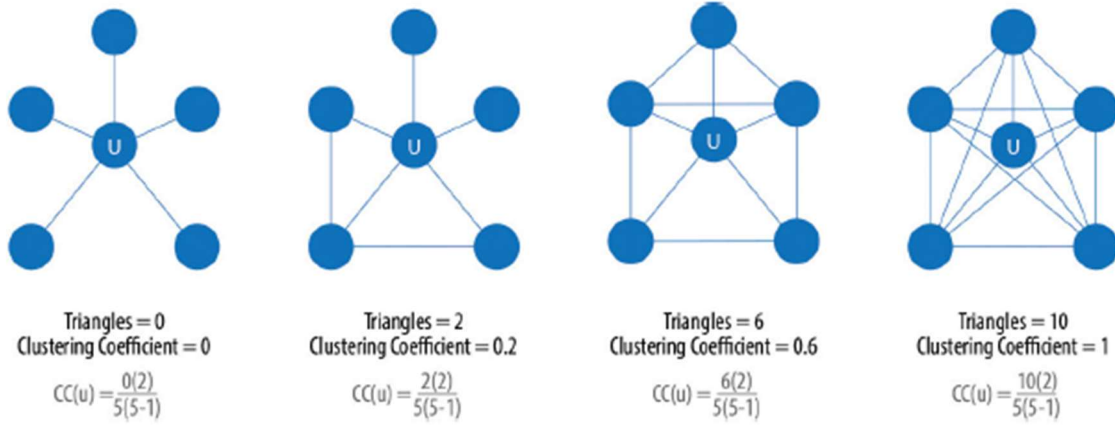 U
U
U
U
Triangles = 0
Clustering Coefficient = 0
CC(u) = 0(2)
5(5-1)
Triangles = 2
Clustering Coefficient = 0.2
CC(u) = 2(2)
5(5-1)
Triangles = 6
Clustering Coefficient = 0.6
CC(u) = 6(2)
5(5-1)
Triangles = 10
Clustering Coefficient = 1
CC(u) = 10(2)
5(5-1)